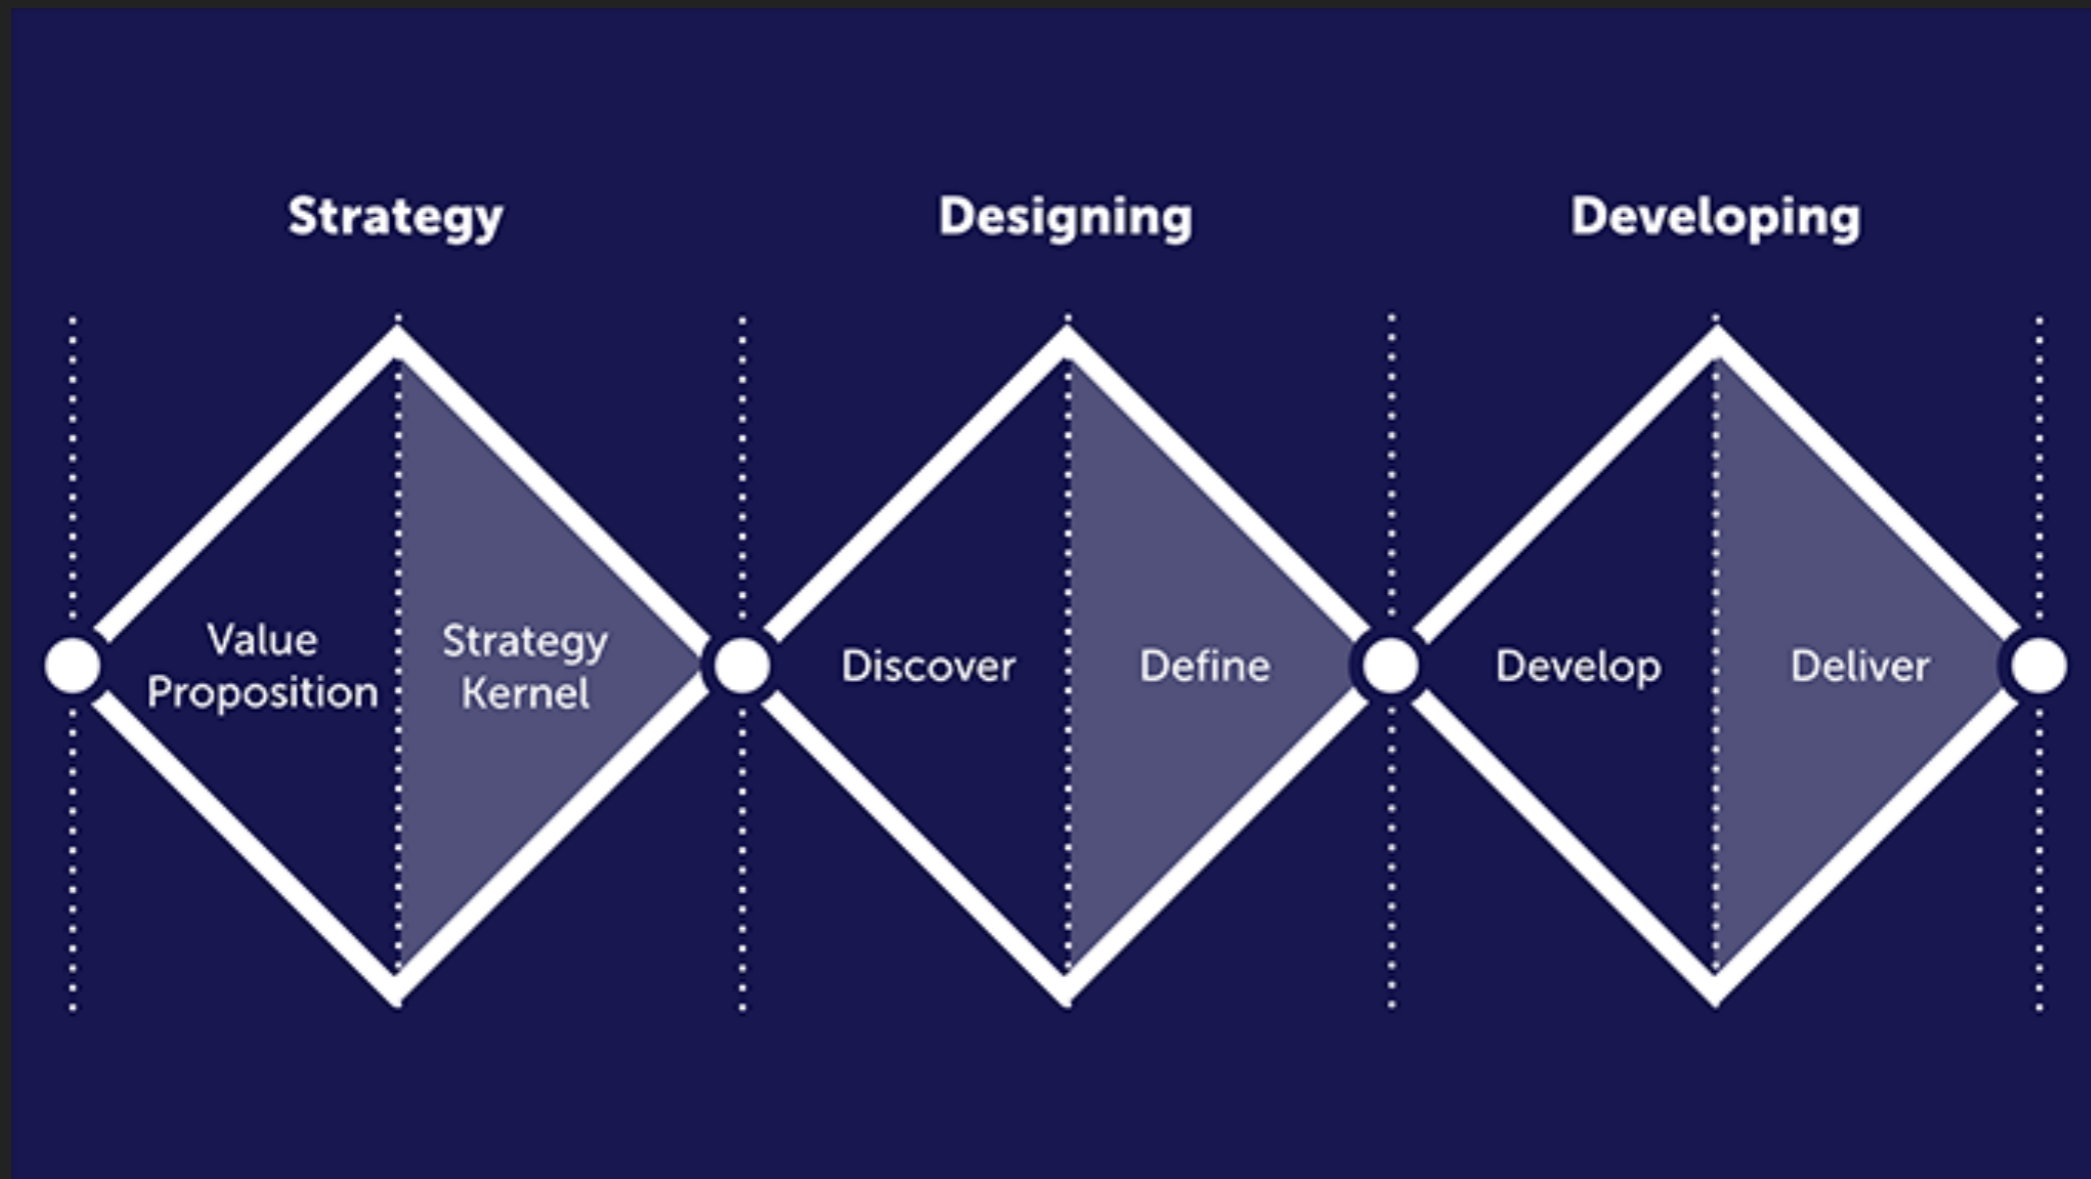 Strategy
Designing
Developing
Value
Proposition
Strategy
Kernel
Discover
Define
Develop
Deliver